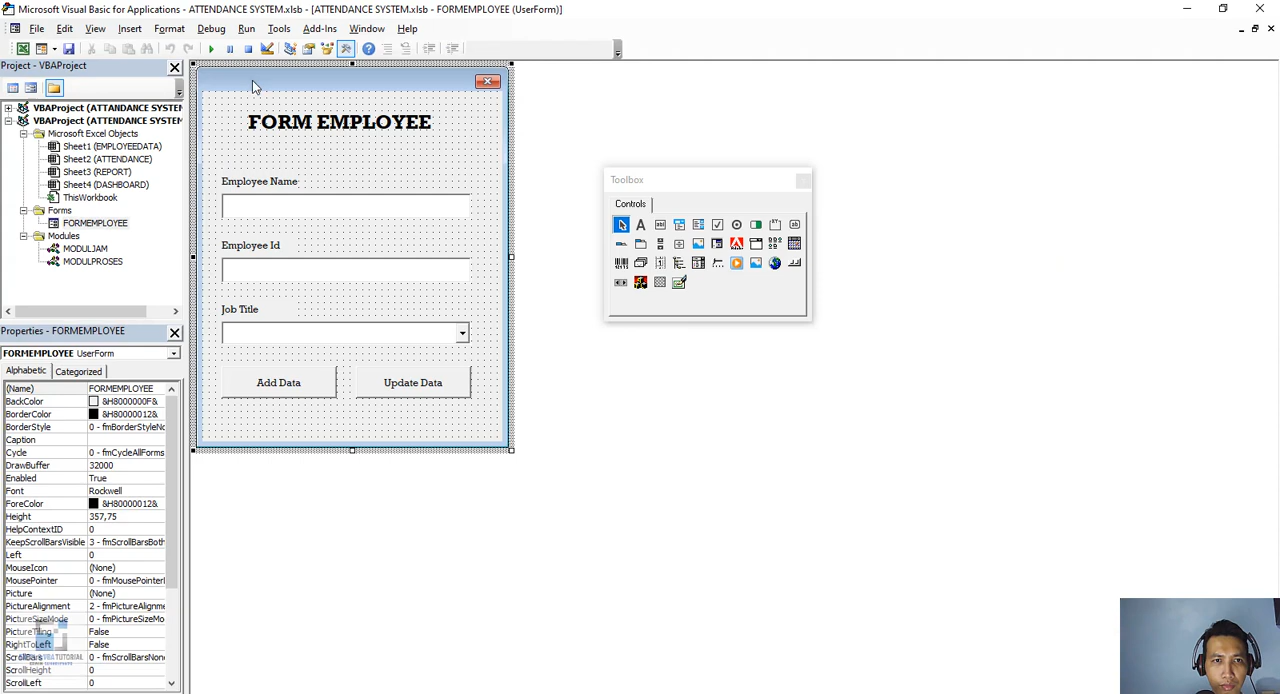 Microsoft Visual Basic for Applications - ATTENDANCE SYSTEM.xlsb - [ATTENDANCE SYSTEM.xlsb - FORMEMPLOYEE (UserForm)]
File Edit View Insert Format Debug Run Tools Add-Ins Window Help
Project - VBAProject
VBAProject (ATTANDANCE SYSTEM
VBAProject (ATTENDANCE SYSTEM
Microsoft Excel Objects
Sheet1 (EMPLOYEEDATA)
Sheet2 (ATTENDANCE)
Sheet3 (REPORT)
Sheet4 (DASHBOARD)
ThisWorkbook
Forms
FORMEMPLOYEE
Modules
MODULJAM
MODULPROSES
Properties - FORMEMPLOYEE
FORMEMPLOYEE UserForm
Alphabetic Categorized
(Name) FORMEMPLOYEE
BackColor &H8000000F&
BorderColor &H80000012&
BorderStyle 0 - fmBorderStyleNo
Caption
Cycle 0 - fmCycleAllForms
DrawBuffer 32000
Enabled True
Font Rockwell
ForeColor &H80000012&
Height 357,75
HelpContextID 0
KeepScrollBarsVisible 3 - fmScrollBarsBoth
Left 0
MouseIcon (None)
MousePointer 0 - fmMousePointerD
Picture (None)
PictureAlignment 2 - fmPictureAlignme
PictureSizeMode 0 - fmPictureSizeMo
PictureTiling False
RightToLeft False
ScrollBars 0 - fmScrollBarsNone
ScrollHeight 0
ScrollLeft 0
FORM EMPLOYEE
Employee Name
Employee Id
Job Title
Add Data Update Data
Toolbox
Controls